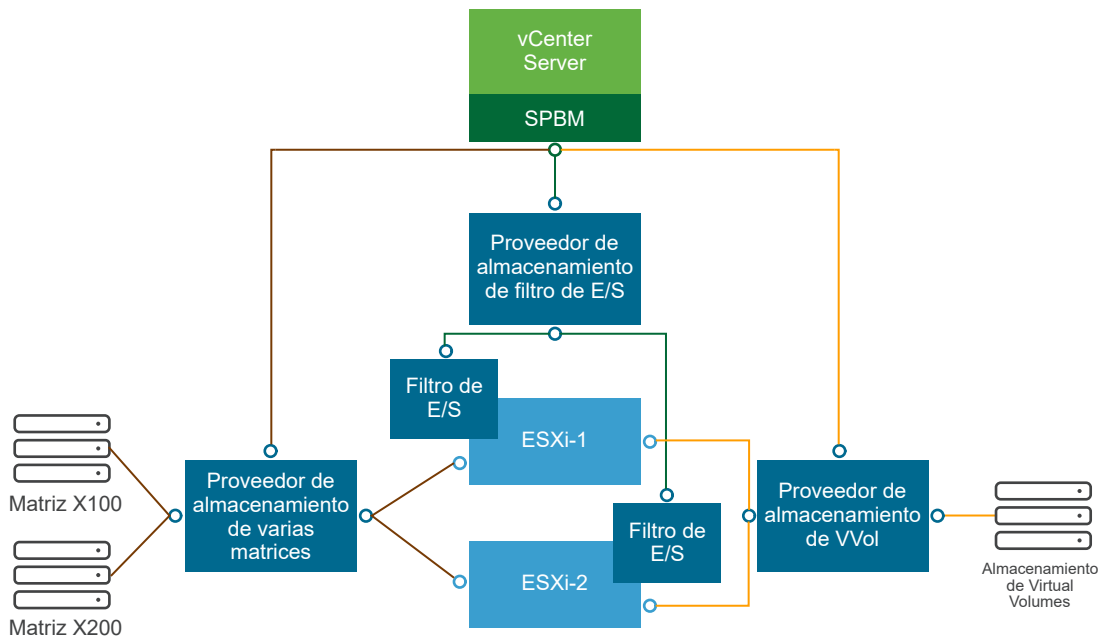 vCenter
Server
SPBM
Proveedor de
almacenamiento
de filtro de E/S
Filtro de
E/S
ESXi-1
Matriz X100
Proveedor de
almacenamiento
de varias
matrices
Proveedor de
almacenamiento
de VVol
Filtro de
E/S
ESXi-2
Almacenamiento
de Virtual
Volumes
Matriz X200